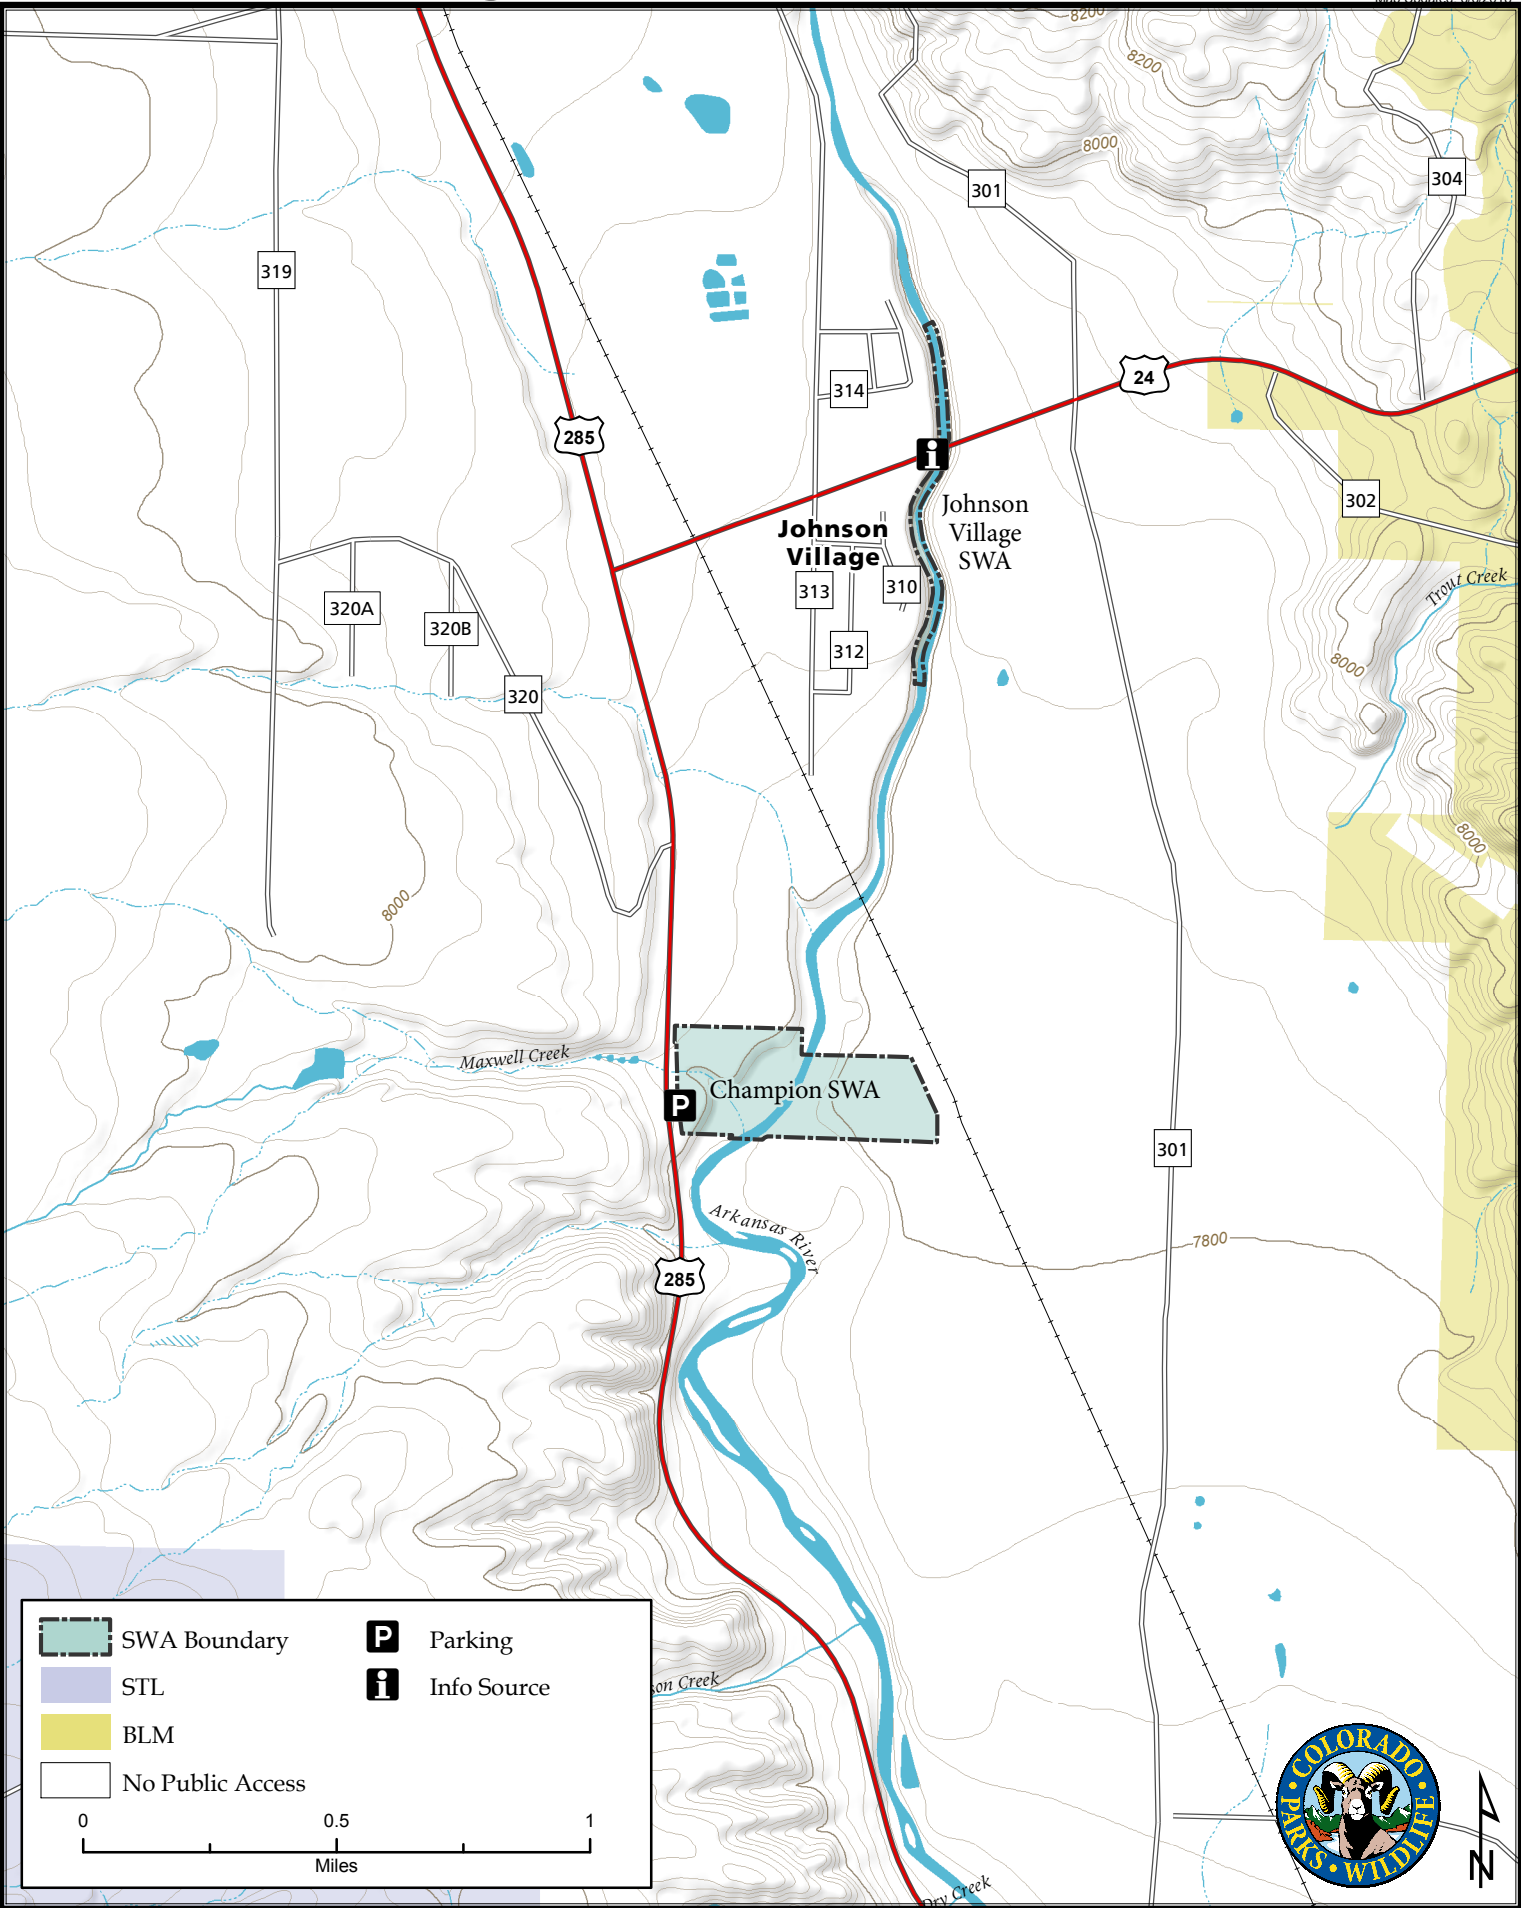 8200
8200
8000
304
301
319
24
314
285
302
Johnson
Village
SWA
Johnson
Village
Trout Creek
310
313
320A
320B
312
8000
320
8000
8000
Maxwell Creek
Champion SWA
P
301
Arkansas River
7800
285
SWA Boundary
P Parking
STL
i Info Source
BLM
No Public Access
0 0.5 1
Miles
son Creek
COLORADO
PARKS • WILDLIFE
N
Dry Creek
i